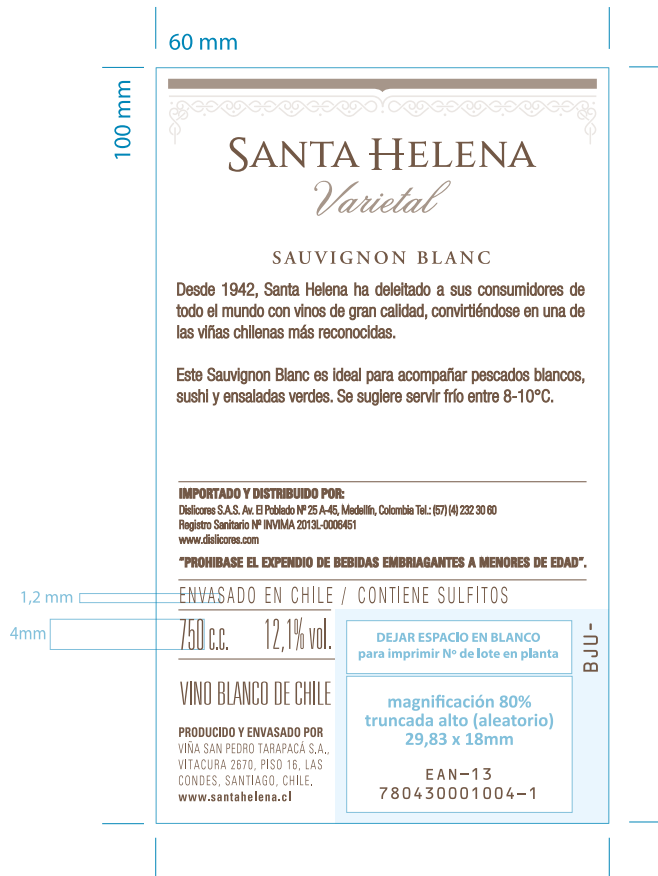 60 mm
100 mm
SANTA HELENA
Varietal
SAUVIGNON BLANC
Desde 1942, Santa Helena ha deleitado a sus consumidores de
todo el mundo con vinos de gran calidad, convirtiéndose en una de
las viñas chilenas más reconocidas.
Este Sauvignon Blanc es ideal para acompañar pescados blancos,
sushi y ensaladas verdes. Se sugiere servir frío entre 8-10°C.
IMPORTADO Y DISTRIBUIDO POR:
Dislicores S.A.S. Av. El Poblado Nº 25 A-45, Medellín, Colombia Tel.: (57) (4) 232 30 60
Registro Sanitario Nº INVIMA 2013L-0006451
www.dislicores.com
"PROHIBASE EL EXPENDIO DE BEBIDAS EMBRIAGANTES A MENORES DE EDAD".
1,2 mm
ENVASADO EN CHILE / CONTIENE SULFITOS
4mm
750 c.c. 12,1% vol.
VINO BLANCO DE CHILE
PRODUCIDO Y ENVASADO POR
VIÑA SAN PEDRO TARAPACÁ S.A.,
VITACURA 2670, PISO 16, LAS
CONDES, SANTIAGO, CHILE.
www.santahelena.cl
DEJAR ESPACIO EN BLANCO
para imprimir Nº de lote en planta
BJU-
magnificación 80%
truncada alto (aleatorio)
29,83 x 18mm
EAN-13
780430001004-1